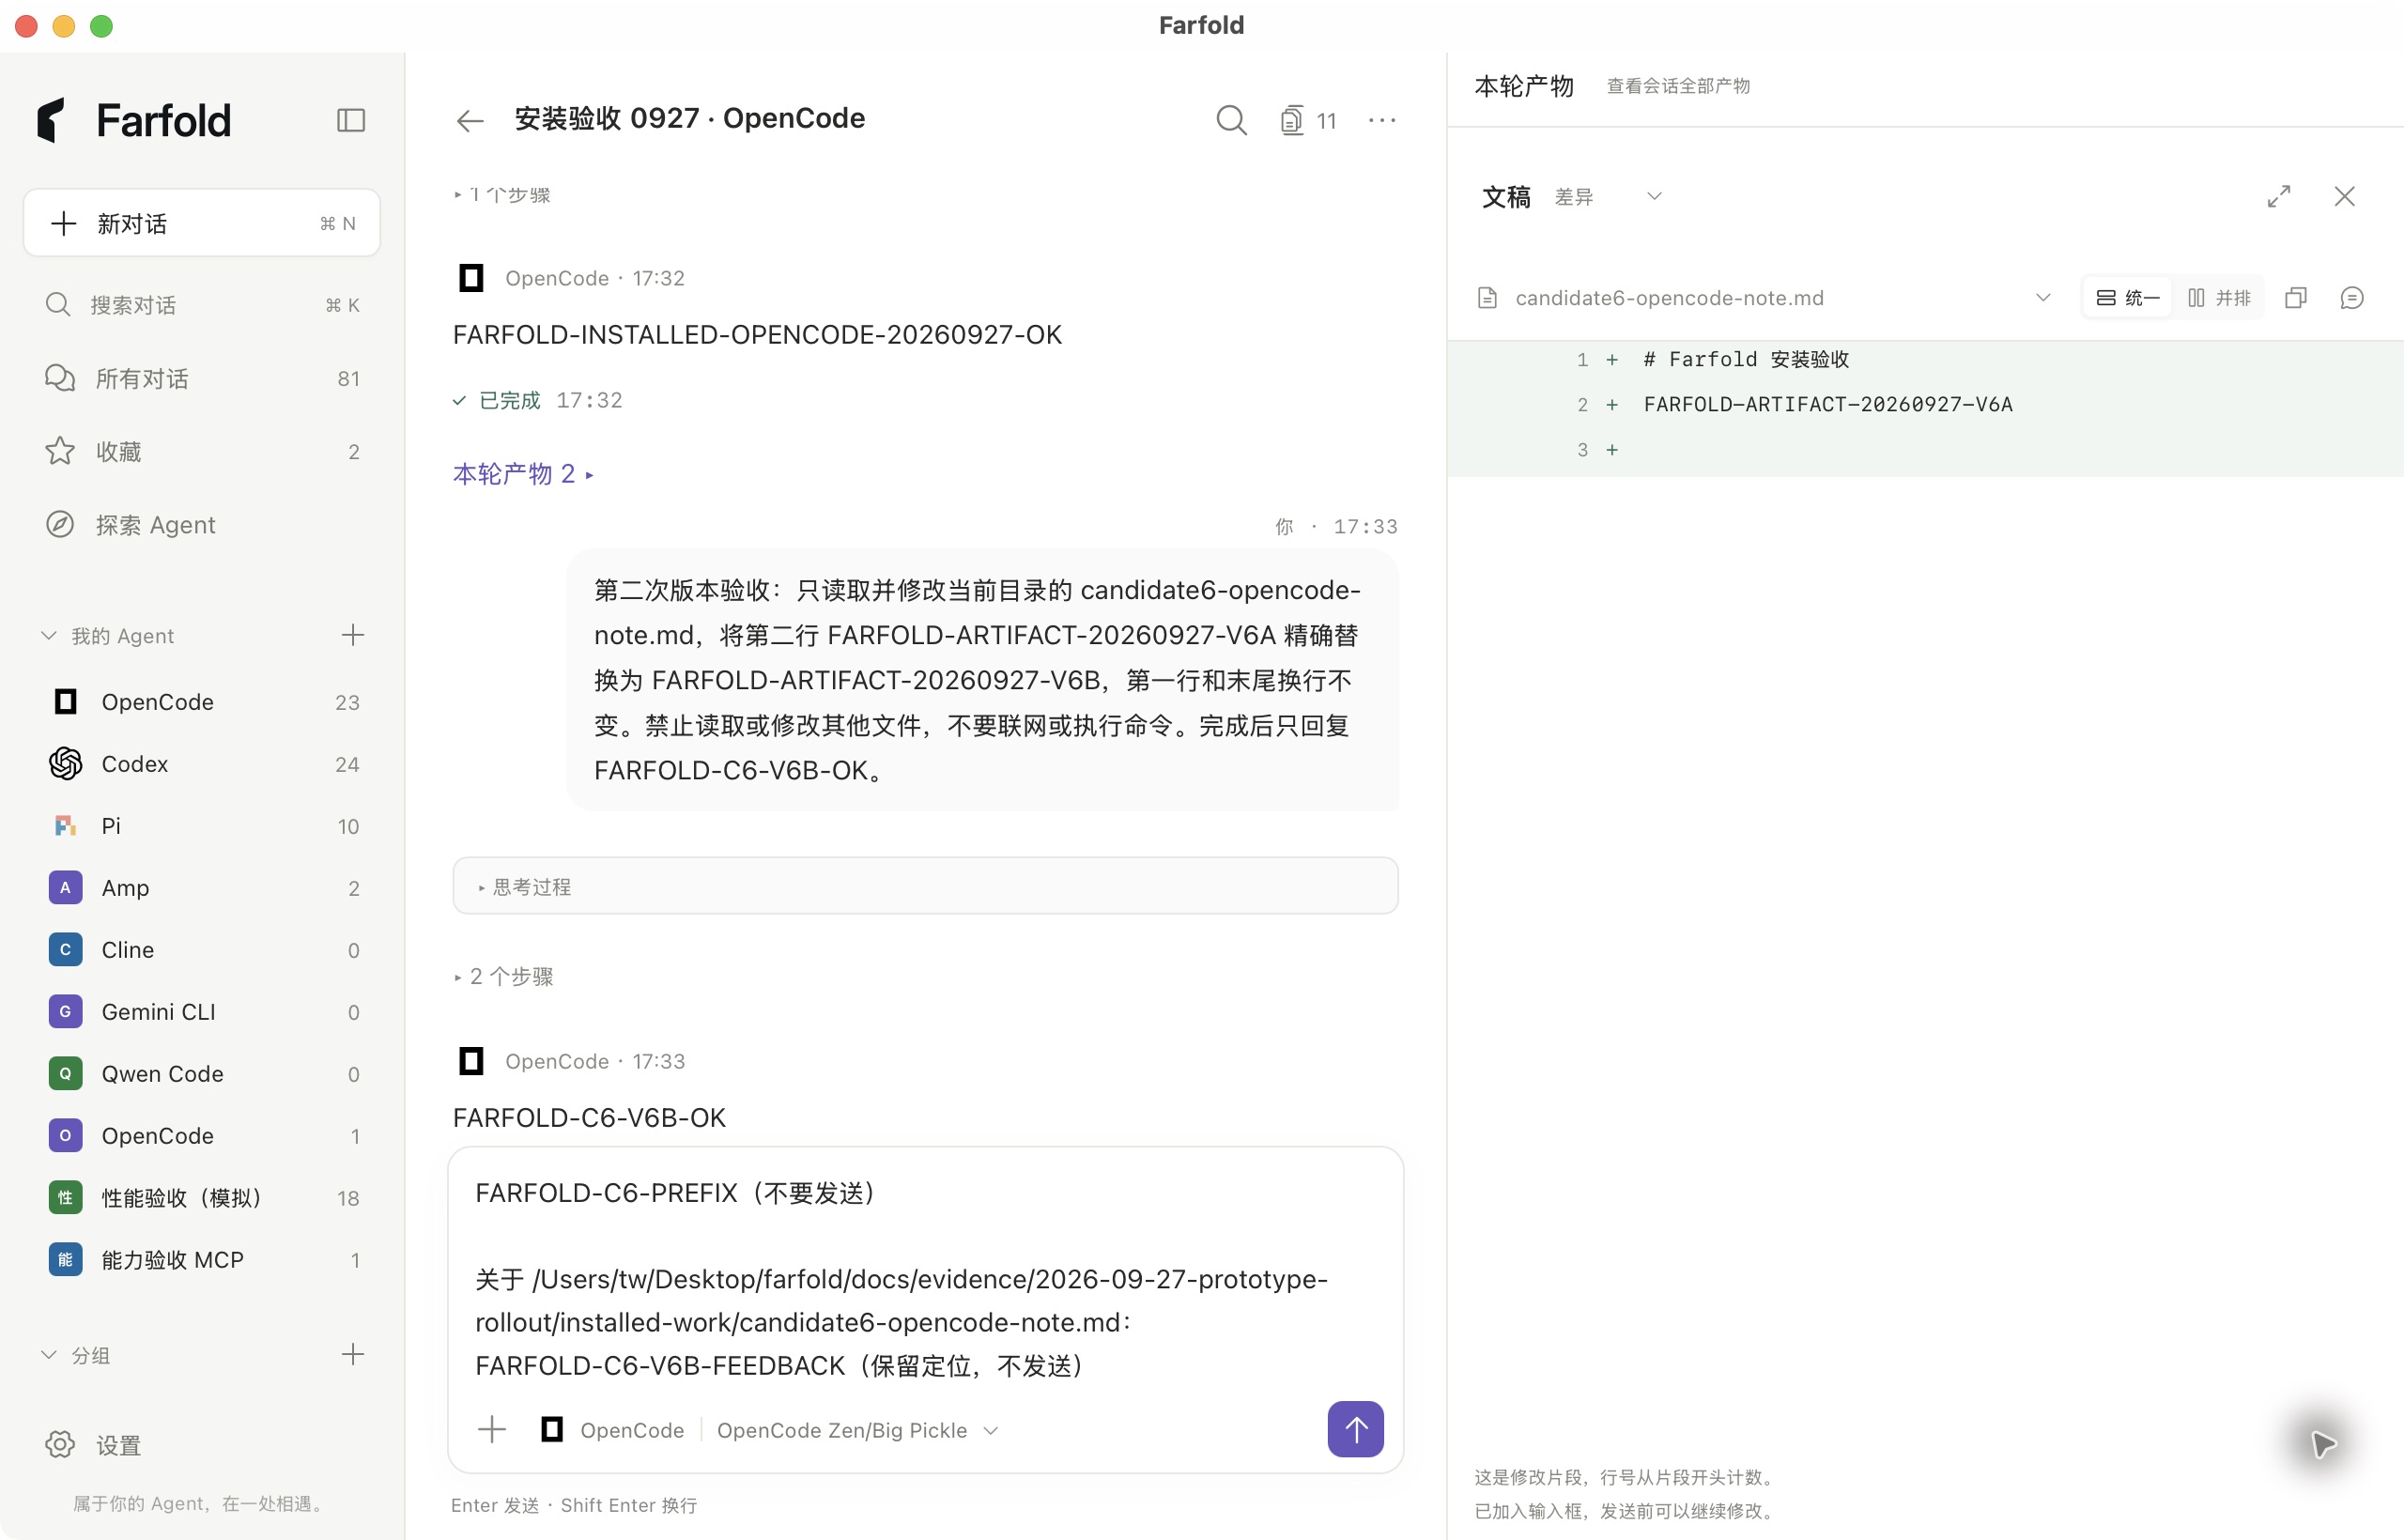 Farfold
Farfold
新对话
⌘ N
搜索对话
⌘ K
所有对话
81
收藏
2
探索 Agent
我的 Agent
OpenCode
23
Codex
24
Pi
10
A
Amp
2
C
Cline
0
G
Gemini CLI
0
Q
Qwen Code
0
O
OpenCode
1
性
性能验收（模拟）
18
能
能力验收 MCP
1
分组
设置
属于你的 Agent，在一处相遇。
安装验收 0927 · OpenCode
11
1 个步骤
OpenCode · 17:32
FARFOLD-INSTALLED-OPENCODE-20260927-OK
已完成 17:32
本轮产物 2
你 · 17:33
第二次版本验收：只读取并修改当前目录的 candidate6-opencode-
note.md，将第二行 FARFOLD-ARTIFACT-20260927-V6A 精确替
换为 FARFOLD-ARTIFACT-20260927-V6B，第一行和末尾换行不
变。禁止读取或修改其他文件，不要联网或执行命令。完成后只回复
FARFOLD-C6-V6B-OK。
思考过程
2 个步骤
OpenCode · 17:33
FARFOLD-C6-V6B-OK
FARFOLD-C6-PREFIX（不要发送）
关于 /Users/tw/Desktop/farfold/docs/evidence/2026-09-27-prototype-
rollout/installed-work/candidate6-opencode-note.md：
FARFOLD-C6-V6B-FEEDBACK（保留定位，不发送）
OpenCode
OpenCode Zen/Big Pickle
Enter 发送 · Shift Enter 换行
本轮产物
查看会话全部产物
文稿
差异
candidate6-opencode-note.md
统一
并排
1 + # Farfold 安装验收
2 + FARFOLD-ARTIFACT-20260927-V6A
3 +
这是修改片段，行号从片段开头计数。
已加入输入框，发送前可以继续修改。